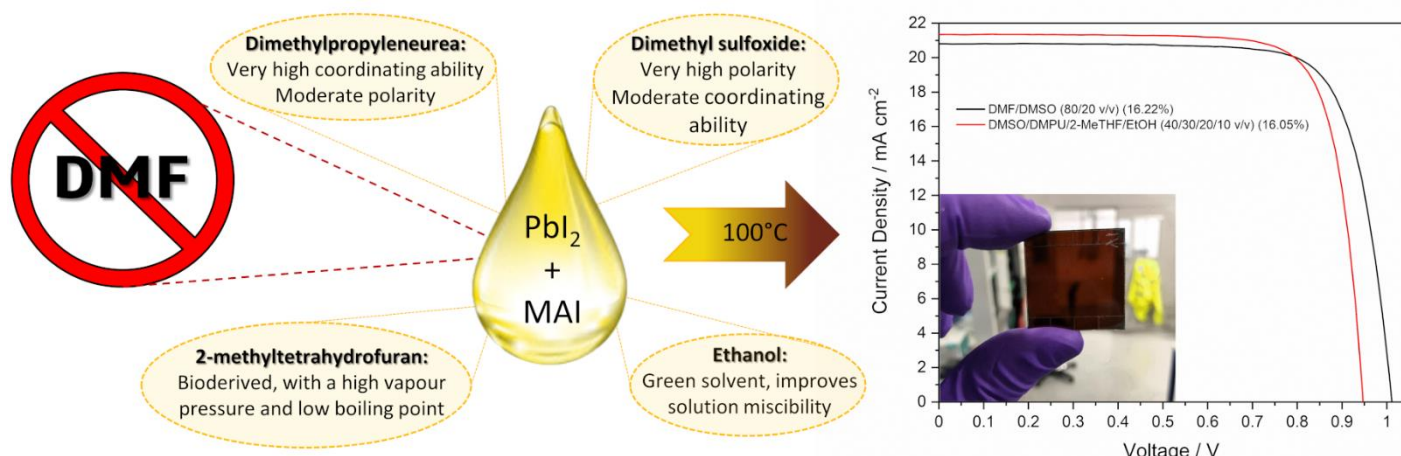 DMF
Dimethylpropyleneurea:
Very high coordinating ability
Moderate polarity
Dimethyl sulfoxide:
Very high polarity
Moderate coordinating
ability
PbI₂
+
MAI
100°C
2-methyltetrahydrofuran:
Bioderived, with a high vapour
pressure and low boiling point
Ethanol:
Green solvent, improves
solution miscibility
Current Density / mA cm⁻²
22
20
18
16
14
12
10
8
6
4
2
0
DMF/DMSO (80/20 v/v) (16.22%)
DMSO/DMPU/2-MeTHF/EtOH (40/30/20/10 v/v) (16.05%)
0 0.1 0.2 0.3 0.4 0.5 0.6 0.7 0.8 0.9 1
Voltage / V